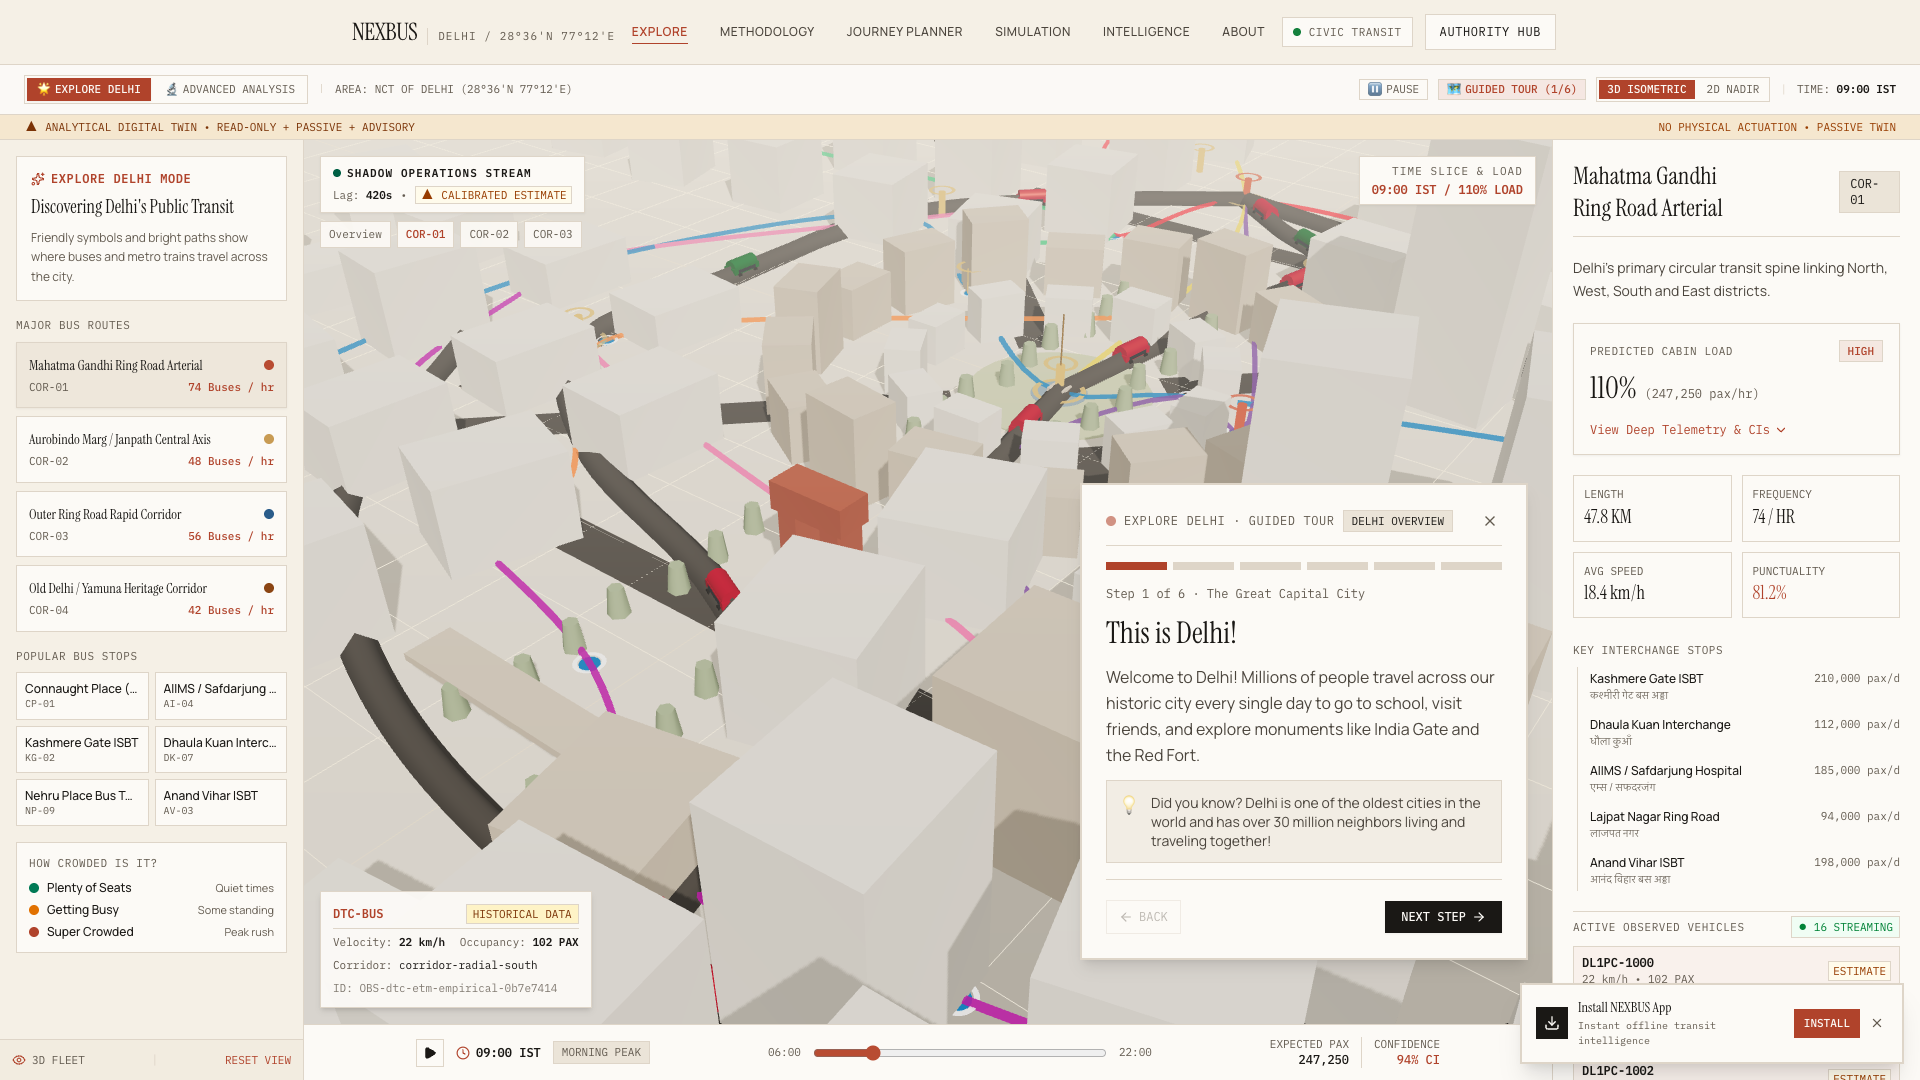 NEXBUS
DELHI / 28°36'N 77°12'E
EXPLORE
METHODOLOGY
JOURNEY PLANNER
SIMULATION
INTELLIGENCE
ABOUT
CIVIC TRANSIT
AUTHORITY HUB
EXPLORE DELHI
ADVANCED ANALYSIS
AREA: NCT OF DELHI (28°36'N 77°12'E)
PAUSE
GUIDED TOUR (1/6)
3D ISOMETRIC
2D NADIR
TIME: 09:00 IST
ANALYTICAL DIGITAL TWIN • READ-ONLY + PASSIVE + ADVISORY
NO PHYSICAL ACTUATION • PASSIVE TWIN
EXPLORE DELHI MODE
Discovering Delhi's Public Transit
Friendly symbols and bright paths show
where buses and metro trains travel across
the city.
MAJOR BUS ROUTES
Mahatma Gandhi Ring Road Arterial
COR-01
74 Buses / hr
Aurobindo Marg / Janpath Central Axis
COR-02
48 Buses / hr
Outer Ring Road Rapid Corridor
COR-03
56 Buses / hr
Old Delhi / Yamuna Heritage Corridor
COR-04
42 Buses / hr
POPULAR BUS STOPS
Connaught Place (...
CP-01
AIIMS / Safdarjung ...
AI-04
Kashmere Gate ISBT
KG-02
Dhaula Kuan Interc...
DK-07
Nehru Place Bus T...
NP-09
Anand Vihar ISBT
AV-03
HOW CROWDED IS IT?
Plenty of Seats
Quiet times
Getting Busy
Some standing
Super Crowded
Peak rush
3D FLEET
RESET VIEW
SHADOW OPERATIONS STREAM
Lag: 420s •
CALIBRATED ESTIMATE
Overview
COR-01
COR-02
COR-03
TIME SLICE & LOAD
09:00 IST / 110% LOAD
EXPLORE DELHI · GUIDED TOUR
DELHI OVERVIEW
Step 1 of 6 · The Great Capital City
This is Delhi!
Welcome to Delhi! Millions of people travel across our
historic city every single day to go to school, visit
friends, and explore monuments like India Gate and
the Red Fort.
Did you know? Delhi is one of the oldest cities in the
world and has over 30 million neighbors living and
traveling together!
← BACK
NEXT STEP →
DTC-BUS
HISTORICAL DATA
Velocity: 22 km/h
Occupancy: 102 PAX
Corridor: corridor-radial-south
ID: OBS-dtc-etm-empirical-0b7e7414
09:00 IST
MORNING PEAK
06:00
22:00
EXPECTED PAX
247,250
CONFIDENCE
94% CI
Mahatma Gandhi
Ring Road Arterial
COR-
01
Delhi's primary circular transit spine linking North,
West, South and East districts.
PREDICTED CABIN LOAD
HIGH
110% (247,250 pax/hr)
View Deep Telemetry & CIs
LENGTH
47.8 KM
FREQUENCY
74 / HR
AVG SPEED
18.4 km/h
PUNCTUALITY
81.2%
KEY INTERCHANGE STOPS
Kashmere Gate ISBT
210,000 pax/d
कश्मीरी गेट बस अड्डा
Dhaula Kuan Interchange
112,000 pax/d
धौला कुआँ
AIIMS / Safdarjung Hospital
185,000 pax/d
एम्स / सफदरजंग
Lajpat Nagar Ring Road
94,000 pax/d
लाजपत नगर
Anand Vihar ISBT
198,000 pax/d
आनंद विहार बस अड्डा
ACTIVE OBSERVED VEHICLES
16 STREAMING
DL1PC-1000
22 km/h • 102 PAX
ESTIMATE
Install NEXBUS App
Instant offline transit
intelligence
INSTALL
DL1PC-1002
ESTIMATE